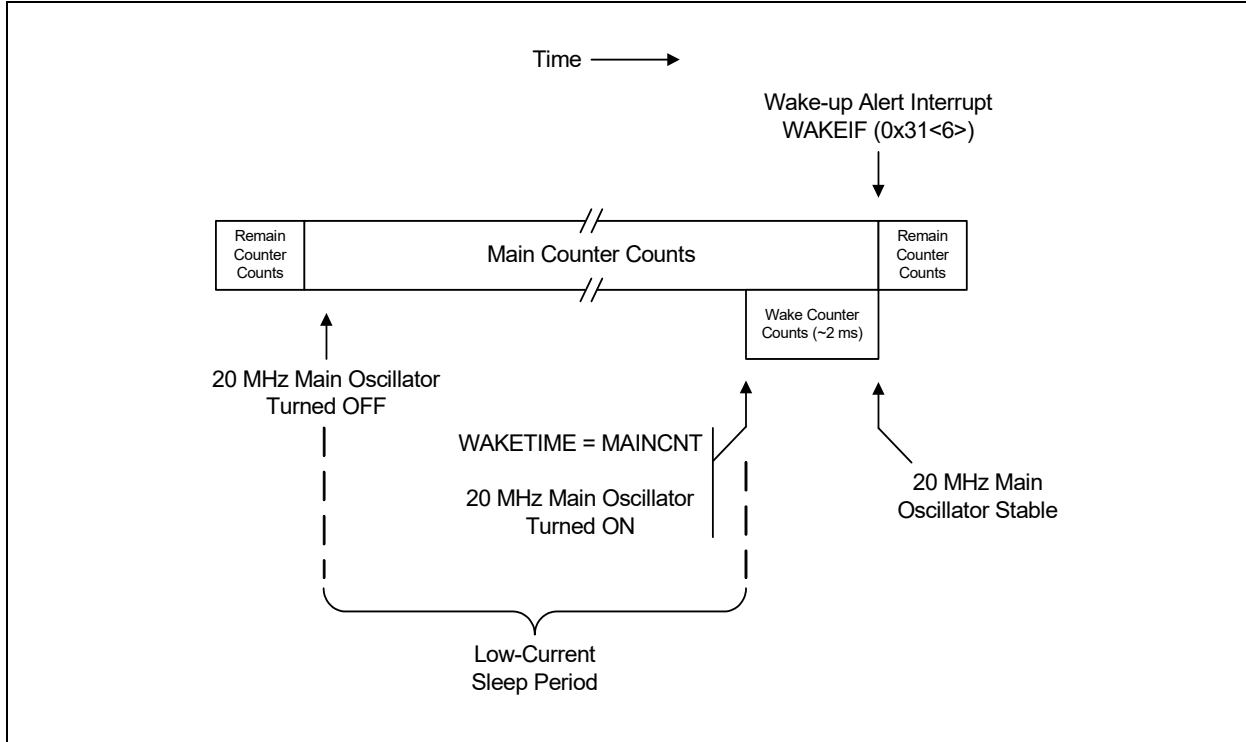 Time
Wake-up Alert Interrupt
WAKEIF (0x31<6>)
Remain
Counter
Counts
Main Counter Counts
Remain
Counter
Counts
Wake Counter
Counts (~2 ms)
20 MHz Main Oscillator
Turned OFF
WAKETIME = MAINCNT
20 MHz Main Oscillator
Turned ON
20 MHz Main
Oscillator Stable
Low-Current
Sleep Period